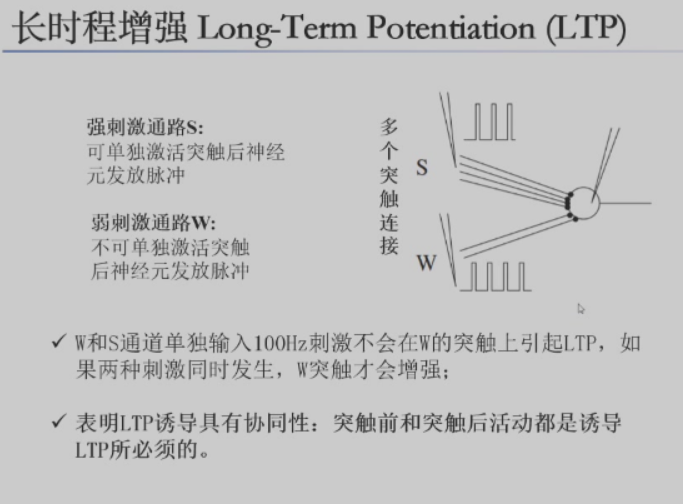 长时程增强 Long-Term Potentiation (LTP)
强刺激通路S:
可单独激活突触后神经
元发放脉冲
弱刺激通路W:
不可单独激活突触
后神经元发放脉冲
多个突触连接
S
W
✓ W和S通道单独输入100Hz刺激不会在W的突触上引起LTP，如
果两种刺激同时发生，W突触才会增强；
✓ 表明LTP诱导具有协同性：突触前和突触后活动都是诱导
LTP所必须的。